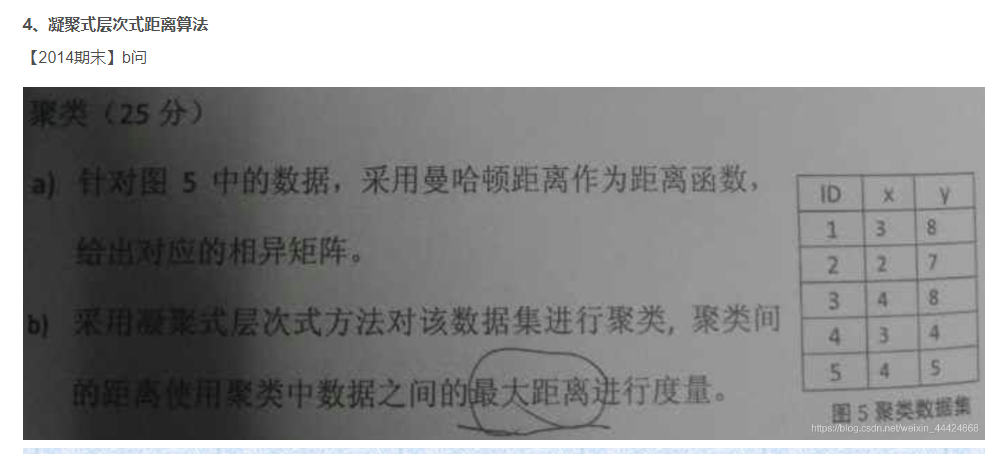 4、凝聚式层次式距离算法
【2014期末】b问
聚类（25 分）
a) 针对图 5 中的数据，采用曼哈顿距离作为距离函数，
给出对应的相异矩阵。
b) 采用凝聚式层次式方法对该数据集进行聚类, 聚类间
的距离使用聚类中数据之间的最大距离进行度量。
ID x y
1 3 8
2 2 7
3 4 8
4 3 4
5 4 5
图 5 聚类数据集
https://blog.csdn.net/weixin_44424668